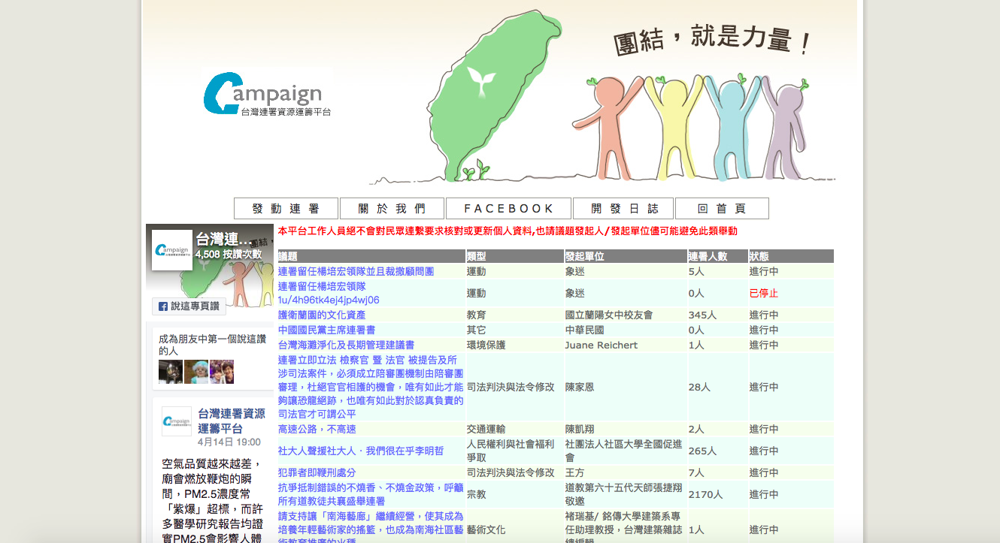 團結，就是力量！
Campaign
台灣連署資源運籌平台
發動連署 關於我們 FACEBOOK 開發日誌 回首頁
台灣連...
4,508 按讚次數
說這專頁讚
成為朋友中第一個說這讚
的人
台灣連署資源
運籌平台
4月14日 19:00
空氣品質越來越差，
廟會燃放鞭炮的瞬
間，PM2.5濃度常
「紫爆」超標，而許
多醫學研究報告均證
實PM2.5會影響人體
本平台工作人員絕不會對民眾連繫要求核對或更新個人資料,也請議題發起人/發起單位儘可能避免此類舉動
議題 類型 發起單位 連署人數 狀態
連署留任楊培宏領隊並且裁撤顧問團 運動 象迷 5人 進行中
連署留任楊培宏領隊
1u/4h96tk4ej4jp4wj06 運動 象迷 0人 已停止
護衛蘭園的文化資產 教育 國立蘭陽女中校友會 345人 進行中
中國國民黨主席連署書 其它 中華民國 0人 進行中
台灣海灘淨化及長期管理建議書 環境保護 Juane Reichert 1人 進行中
連署立即立法 檢察官 暨 法官 被提告及所
涉司法案件，必須成立陪審團機制由陪審團
審理，杜絕官官相護的機會，唯有如此才能 司法判決與法令修改 陳家恩 28人 進行中
夠讓恐龍絕跡，也唯有如此對於認真負責的
司法官才可謂公平
高速公路，不高速 交通運輸 陳凱翔 2人 進行中
社大人聲援社大人．我們很在乎李明哲 人民權利與社會福利 社團法人社區大學全國促進 265人 進行中
爭取 會
犯罪者即鞭刑處分 司法判決與法令修改 王方 7人 進行中
抗爭抵制錯誤的不燒香、不燒金政策，呼籲 宗教 道教第六十五代天師張捷翔 2170人 進行中
所有道教徒共襄盛舉連署 敬邀
請支持讓「南海藝廊」繼續經營，使其成為 褚瑞基/ 銘傳大學建築系專
培養年輕藝術家的搖籃，也成為南海社區藝 藝術文化 任助理教授，台灣建築雜誌 1人 進行中
術教育推廣的火種 總編輯